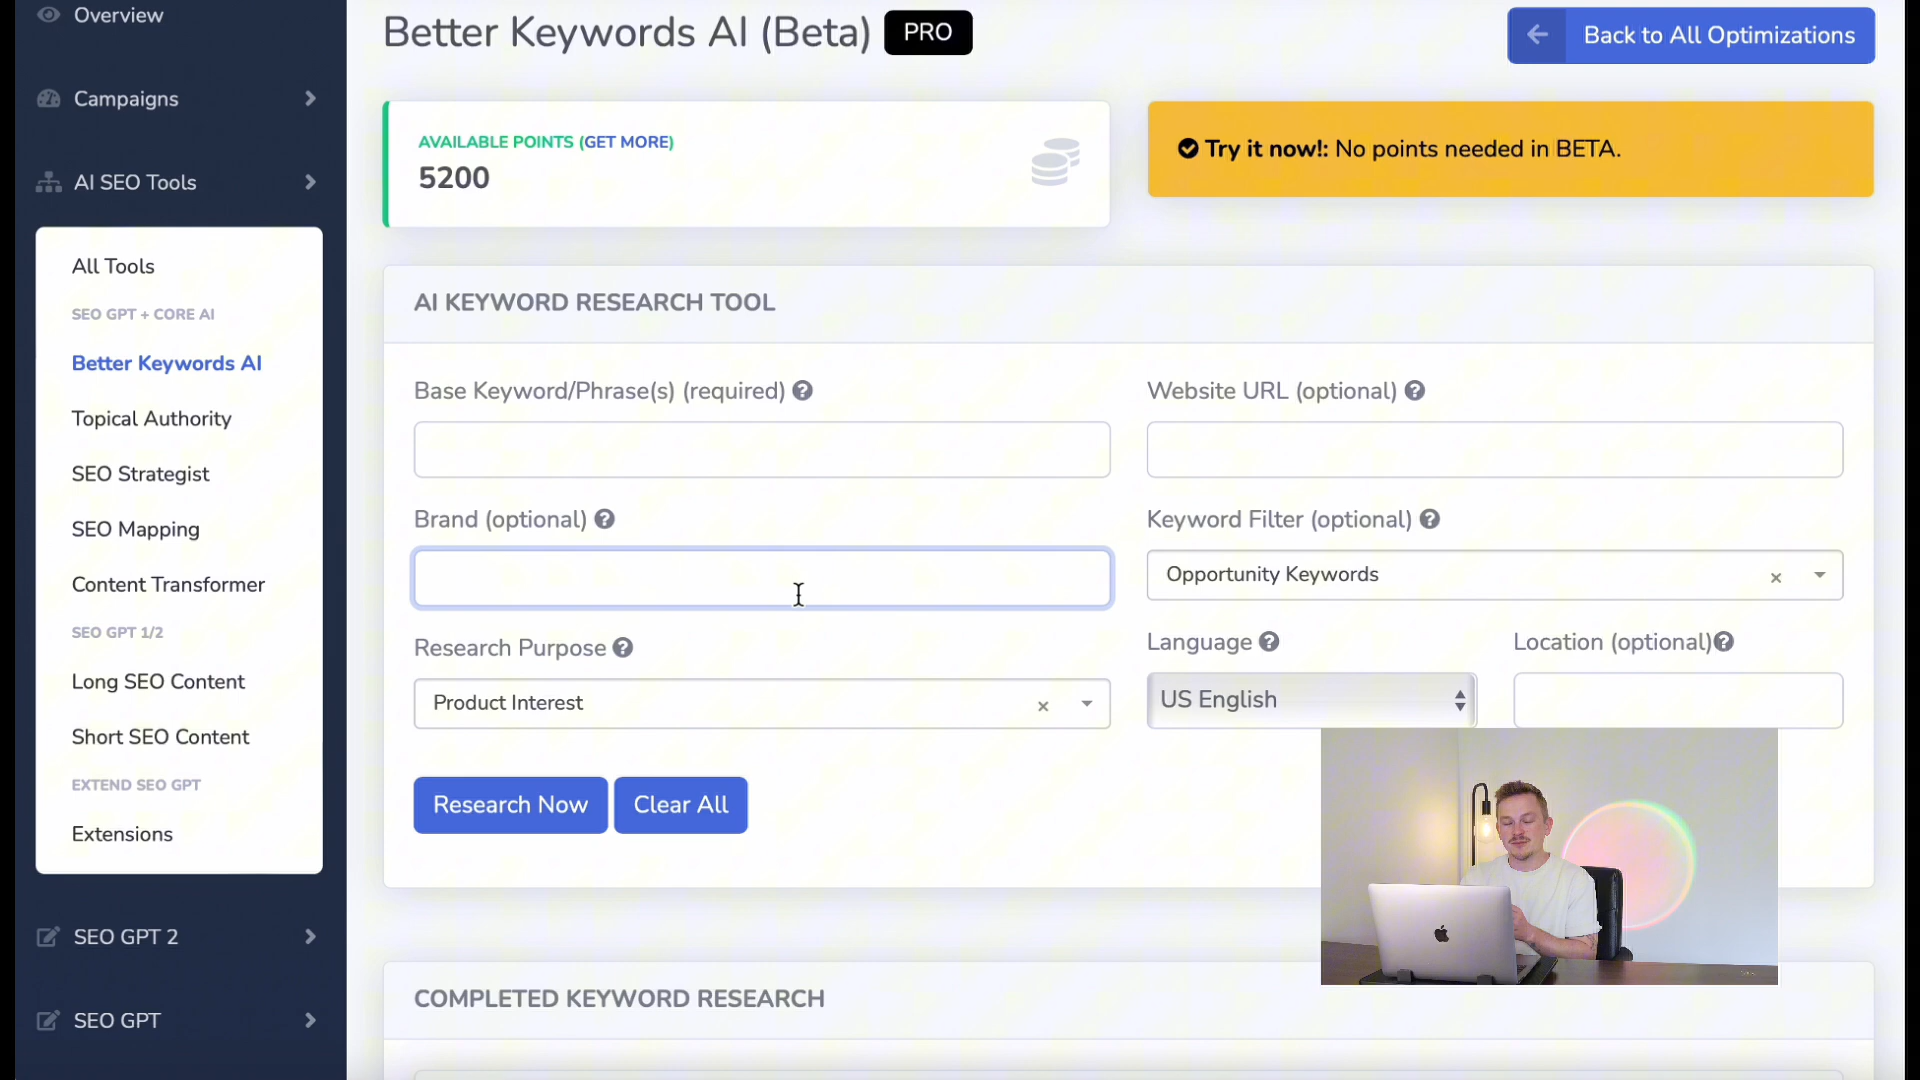 Overview
Campaigns
AI SEO Tools
All Tools
SEO GPT + CORE AI
Better Keywords AI
Topical Authority
SEO Strategist
SEO Mapping
Content Transformer
SEO GPT 1/2
Long SEO Content
Short SEO Content
EXTEND SEO GPT
Extensions
SEO GPT 2
SEO GPT
Better Keywords AI (Beta) PRO
Back to All Optimizations
AVAILABLE POINTS (GET MORE)
5200
Try it now!: No points needed in BETA.
AI KEYWORD RESEARCH TOOL
Base Keyword/Phrase(s) (required)
Website URL (optional)
Brand (optional)
Keyword Filter (optional)
Opportunity Keywords
Research Purpose
Product Interest
Language
US English
Location (optional)
Research Now
Clear All
COMPLETED KEYWORD RESEARCH